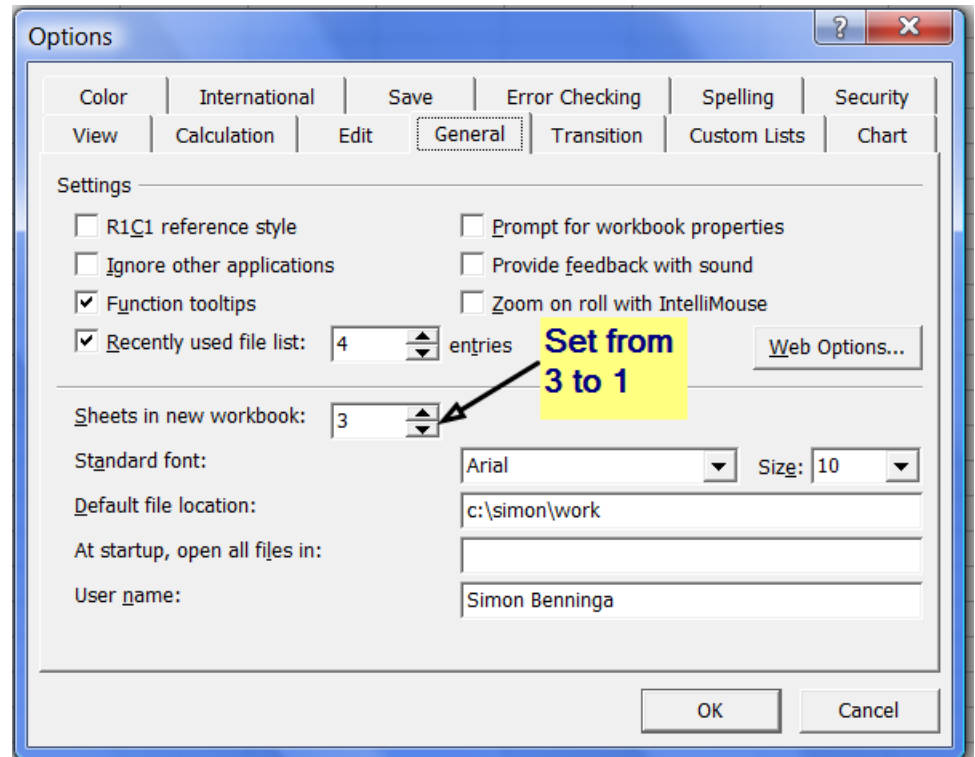 Options
Color International Save Error Checking Spelling Security
View Calculation Edit General Transition Custom Lists Chart
Settings
R1C1 reference style
Prompt for workbook properties
Ignore other applications
Provide feedback with sound
Function tooltips
Zoom on roll with IntelliMouse
Recently used file list: 4 entries
Web Options...
Set from
3 to 1
Sheets in new workbook: 3
Standard font: Arial Size: 10
Default file location: c:\simon\work
At startup, open all files in:
User name: Simon Benninga
OK Cancel